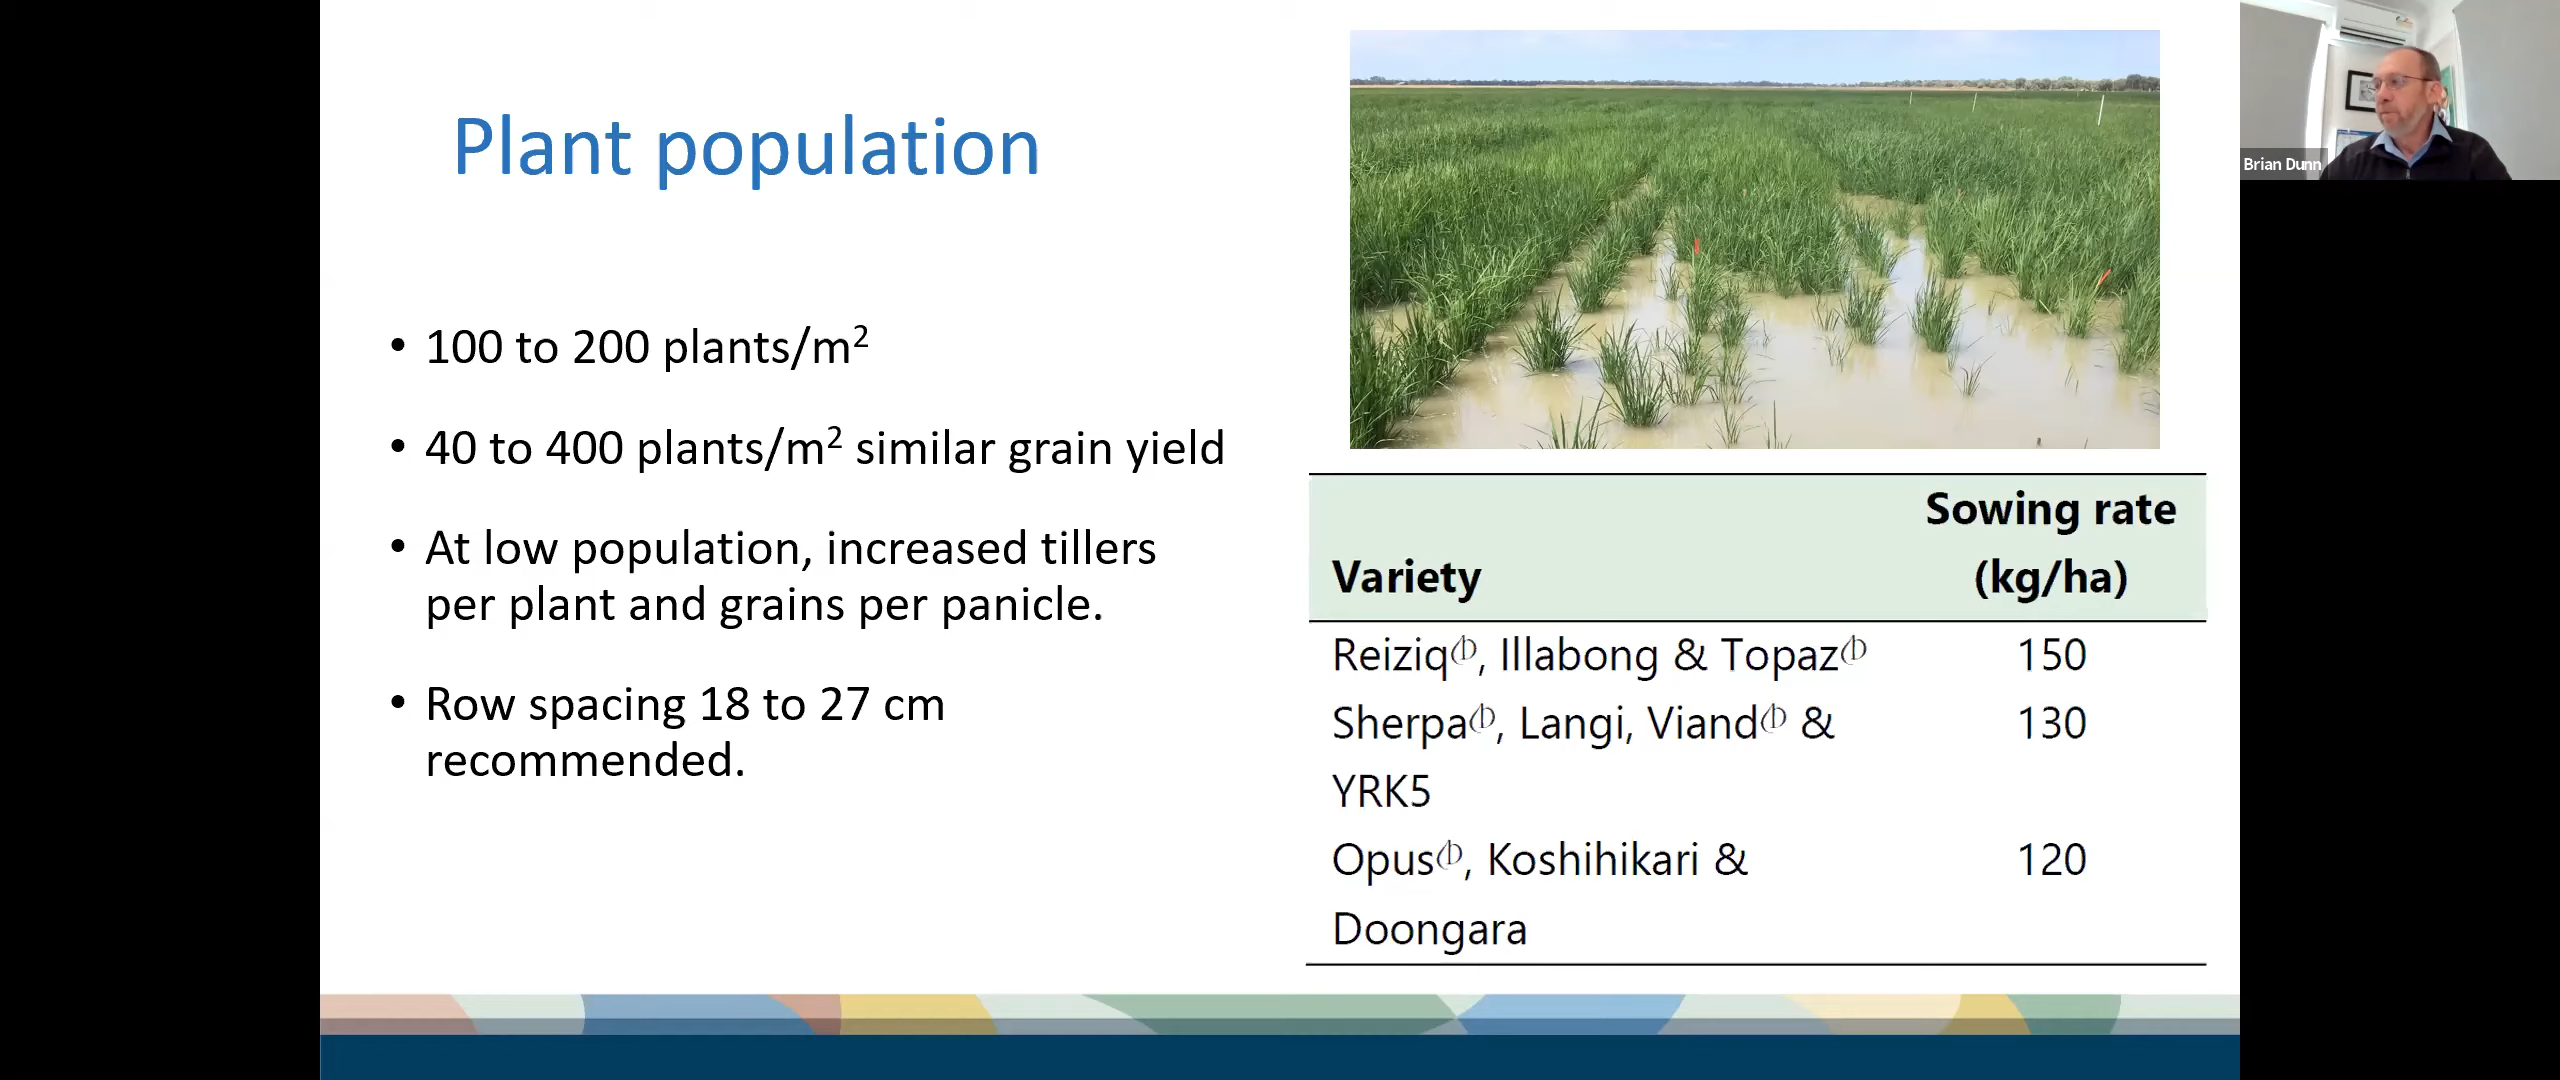 Plant population
• 100 to 200 plants/m²
• 40 to 400 plants/m² similar grain yield
• At low population, increased tillers
per plant and grains per panicle.
• Row spacing 18 to 27 cm
recommended.
Brian Dunn
Sowing rate
Variety (kg/ha)
Reiziq⒟, Illabong & Topaz⒟ 150
Sherpa⒟, Langi, Viand⒟ & 130
YRK5
Opus⒟, Koshihikari & 120
Doongara